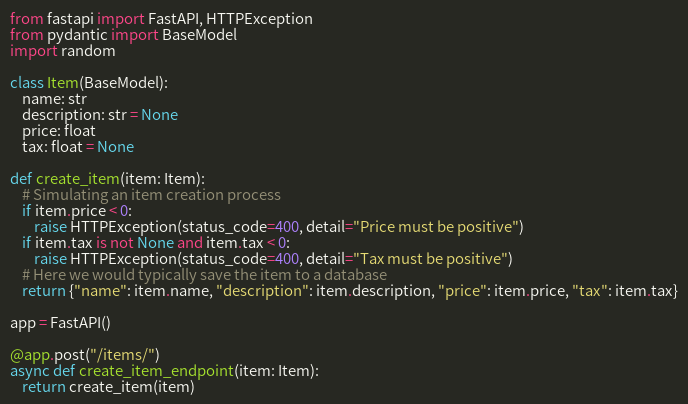 from fastapi import FastAPI, HTTPException
from pydantic import BaseModel
import random

class Item(BaseModel):
    name: str
    description: str = None
    price: float
    tax: float = None

def create_item(item: Item):
    # Simulating an item creation process
    if item.price < 0:
        raise HTTPException(status_code=400, detail="Price must be positive")
    if item.tax is not None and item.tax < 0:
        raise HTTPException(status_code=400, detail="Tax must be positive")
    # Here we would typically save the item to a database
    return {"name": item.name, "description": item.description, "price": item.price, "tax": item.tax}

app = FastAPI()

@app.post("/items/")
async def create_item_endpoint(item: Item):
    return create_item(item)